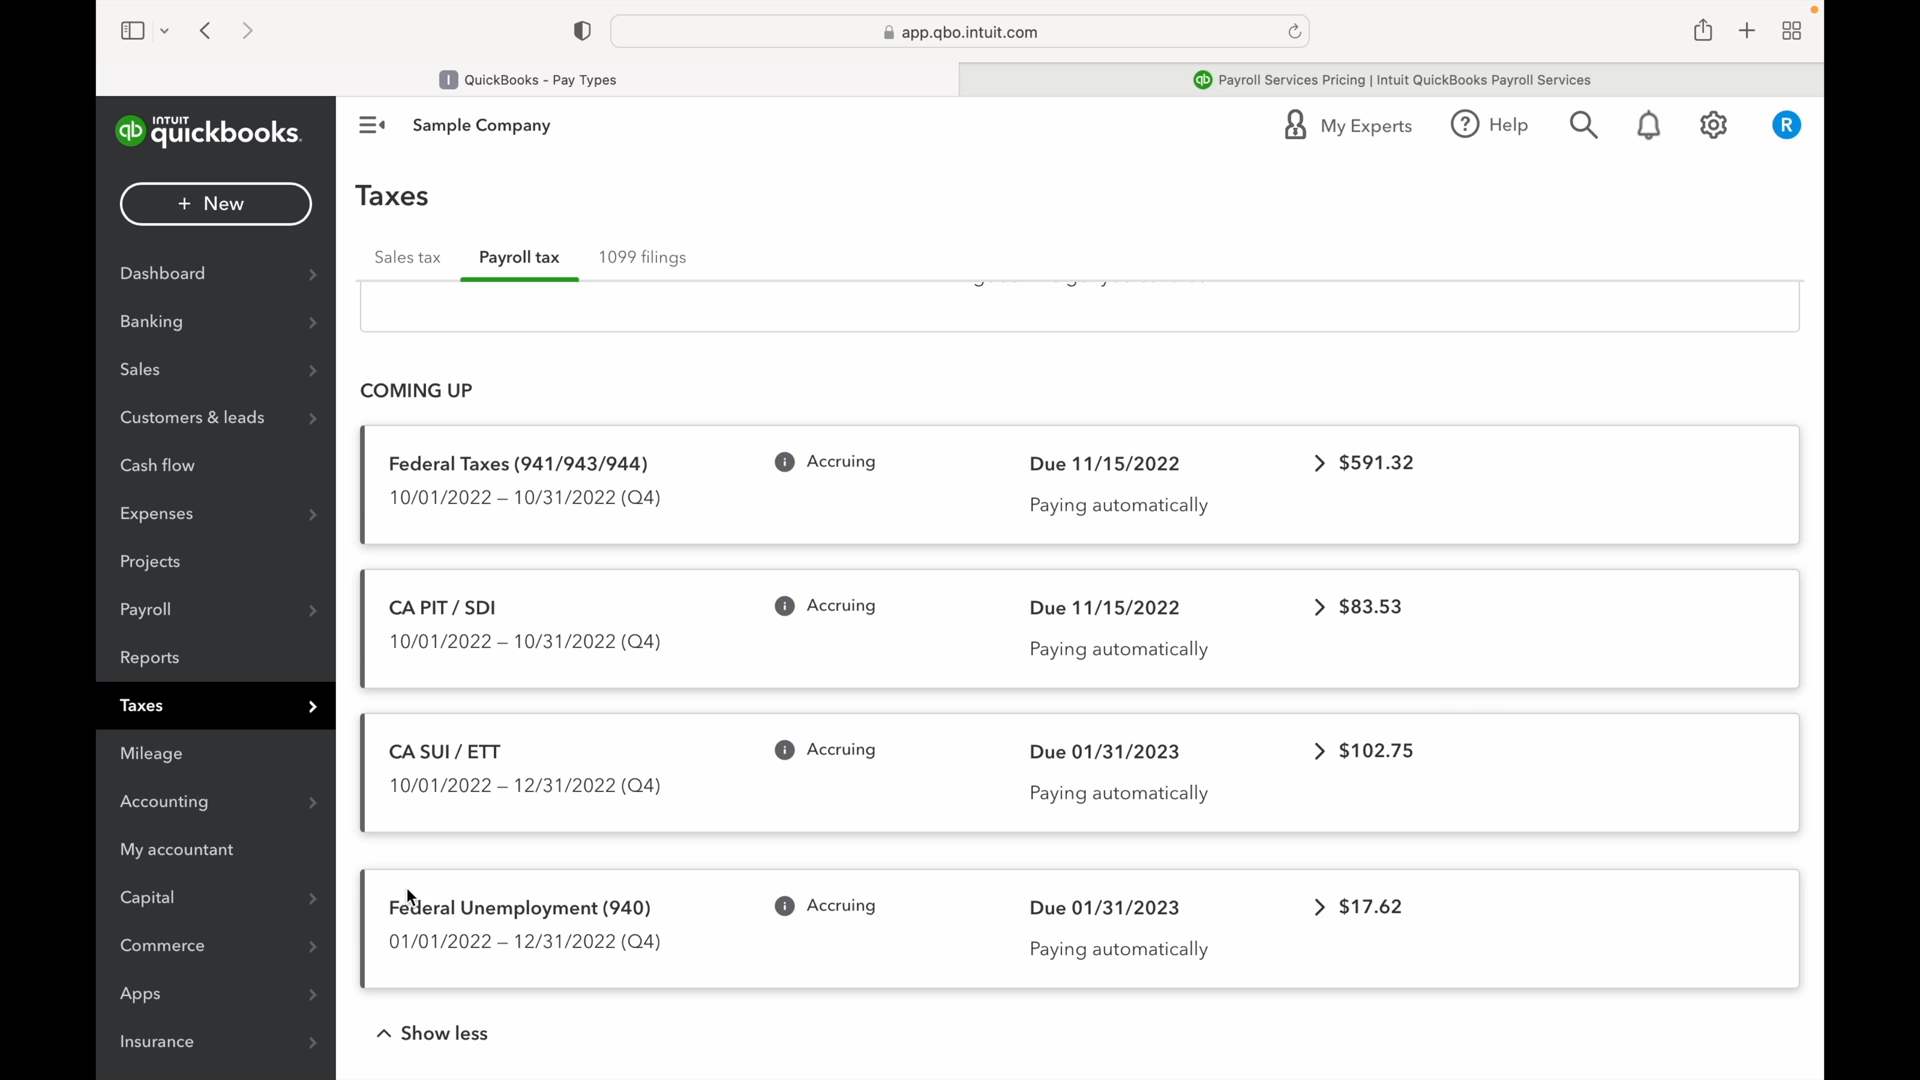 app.qbo.intuit.com
QuickBooks - Pay Types
Payroll Services Pricing | Intuit QuickBooks Payroll Services
INTUIT
quickbooks.
Sample Company
My Experts
Help
R
+ New
Taxes
Sales tax
Payroll tax
1099 filings
Dashboard
Banking
Sales
Customers & leads
Cash flow
Expenses
Projects
Payroll
Reports
Taxes
Mileage
Accounting
My accountant
Capital
Commerce
Apps
Insurance
COMING UP
Federal Taxes (941/943/944)
Accruing
Due 11/15/2022
$591.32
10/01/2022 – 10/31/2022 (Q4)
Paying automatically
CA PIT / SDI
Accruing
Due 11/15/2022
$83.53
10/01/2022 – 10/31/2022 (Q4)
Paying automatically
CA SUI / ETT
Accruing
Due 01/31/2023
$102.75
10/01/2022 – 12/31/2022 (Q4)
Paying automatically
Federal Unemployment (940)
Accruing
Due 01/31/2023
$17.62
01/01/2022 – 12/31/2022 (Q4)
Paying automatically
Show less